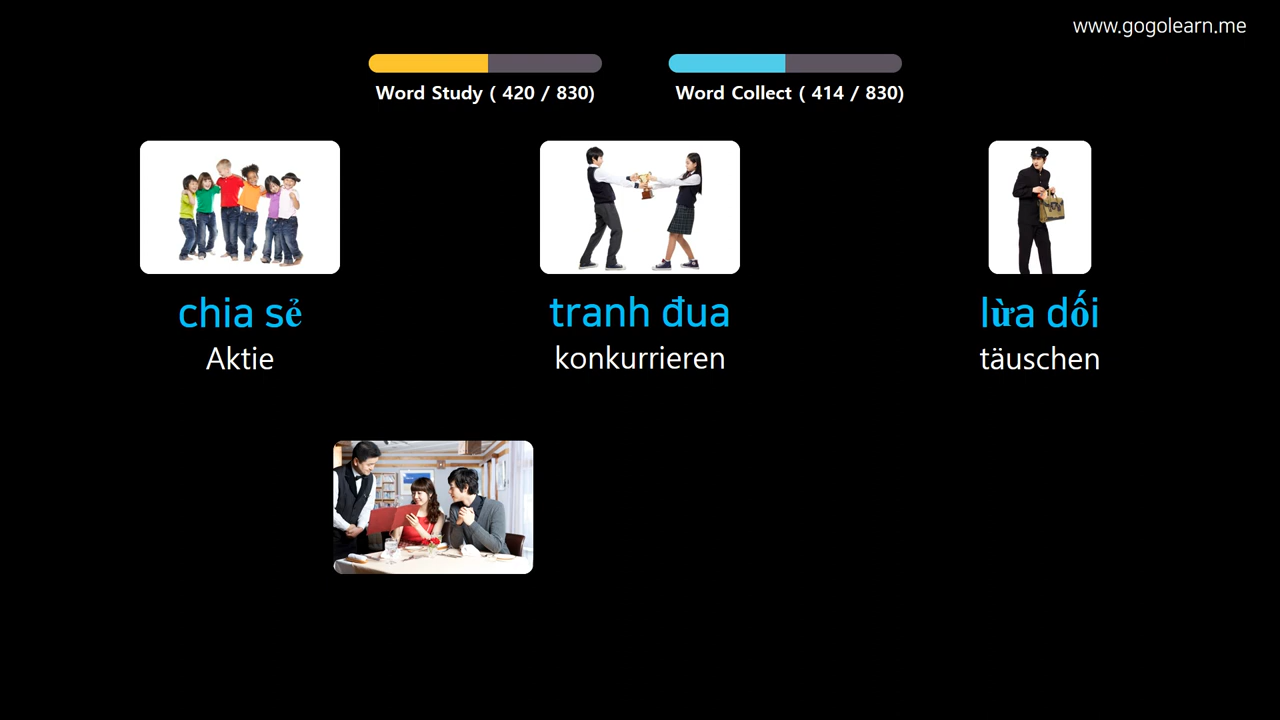 www.gogolearn.me
Word Study ( 420 / 830)
Word Collect ( 414 / 830)
chia sẻ
tranh đua
lừa dối
Aktie
konkurrieren
täuschen